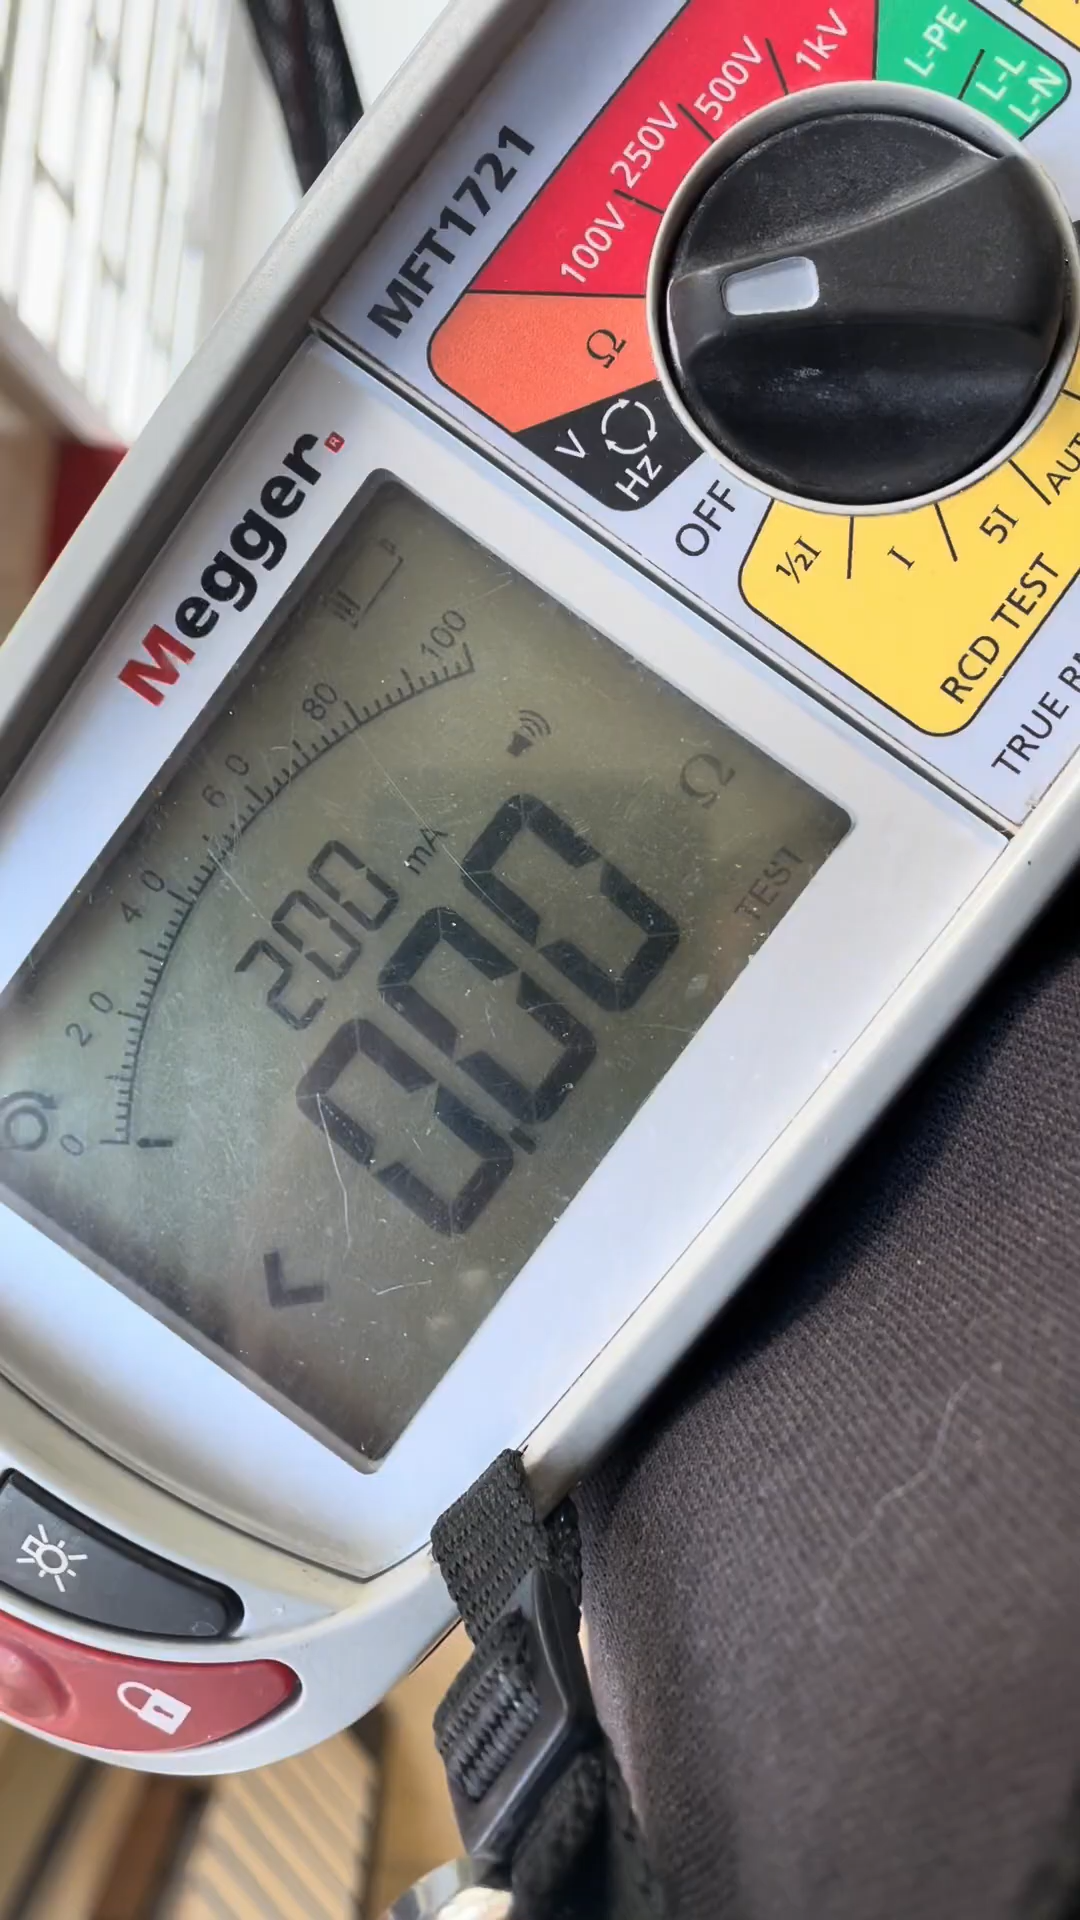 MFT1721
100V
250V
500V
1kV
L-PE
L-L
L-N
Ω
V
Hz
OFF
½I
I
5I
RCD TEST
TRUE
Megger.
R
0
20
40
60
80
100
200 mA
<
0.00
Ω
TEST